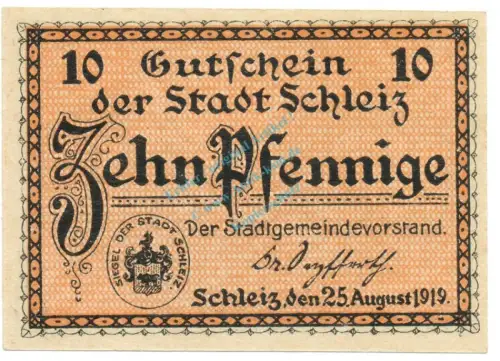 10 Gutschein 10
der Stadt Schleiz
Zehn Pfennige
Der Stadtgemeindevorstand.
SIEGEL DER STADT SCHLEIZ
Schleiz, den 25. August 1919.